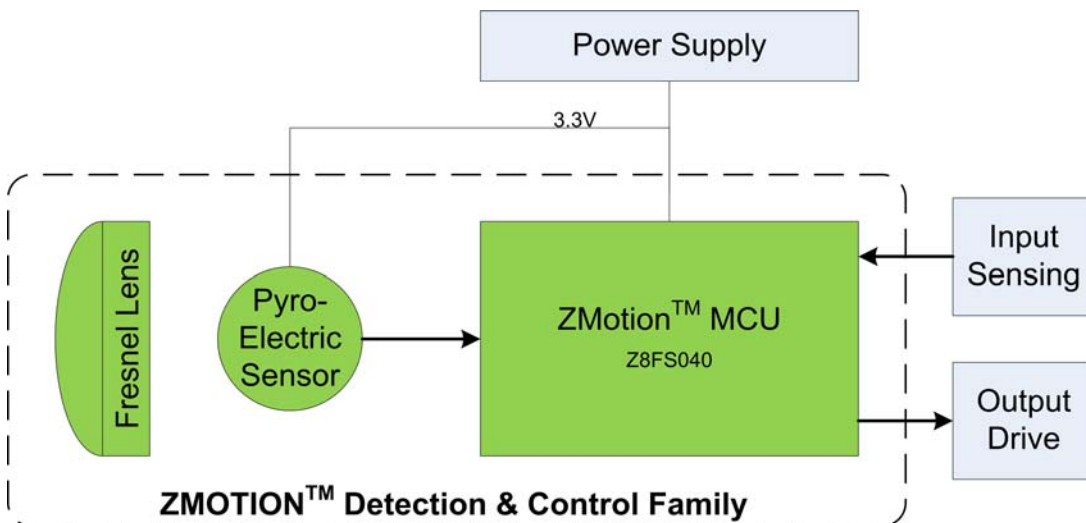 Power Supply
3.3V
Fresnel Lens
Pyro-
Electric
Sensor
ZMotion™ MCU
Z8FS040
Input
Sensing
Output
Drive
ZMOTION™ Detection & Control Family